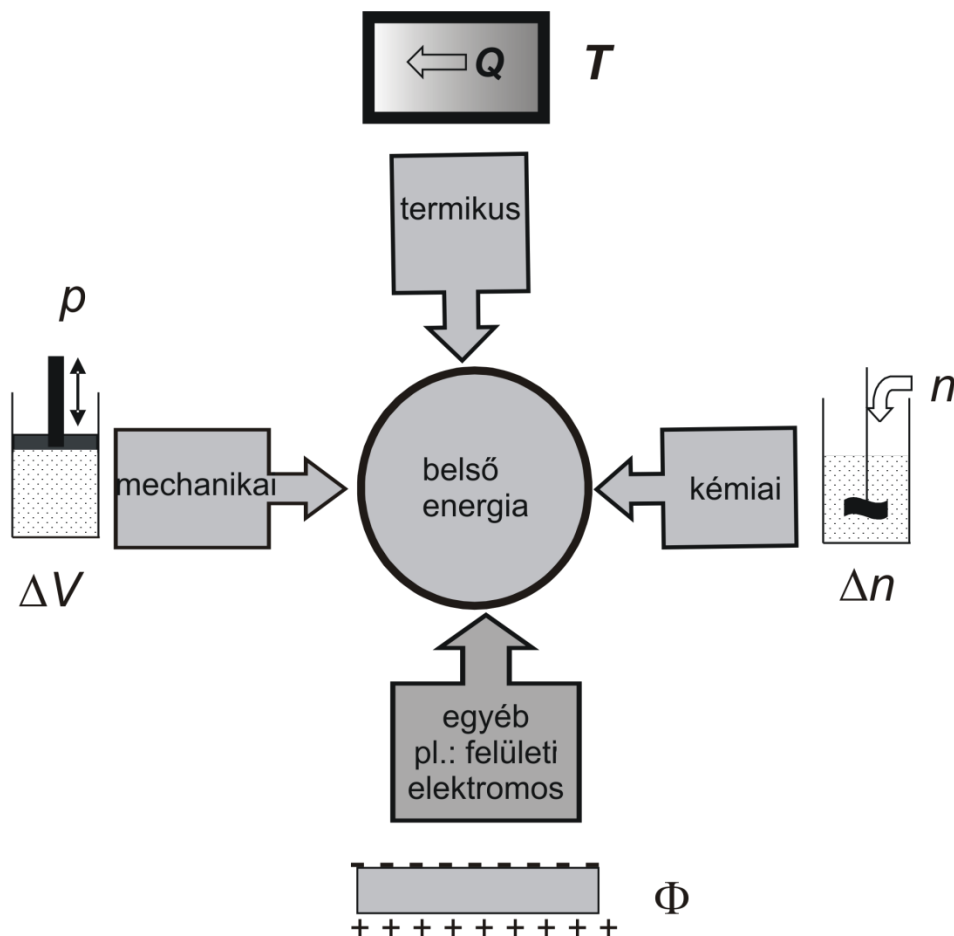 Q T
termikus
p
n
mechanikai
belső
energia
kémiai
ΔV
Δn
egyéb
pl.: felületi
elektromos
- - - - - - - - -
Φ
+ + + + + + + + +